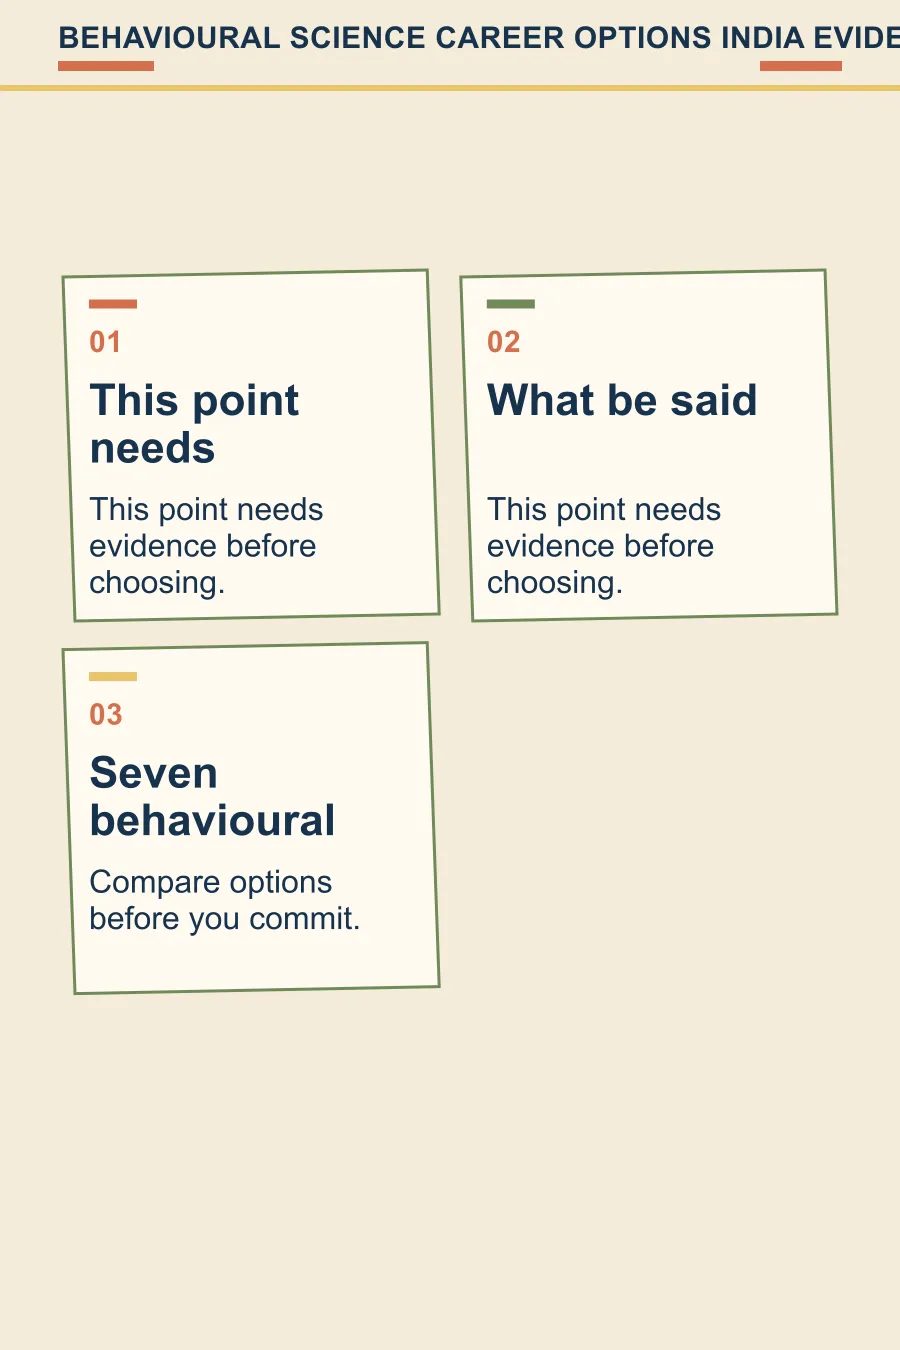 BEHAVIOURAL SCIENCE CAREER OPTIONS INDIA EVIDE
01
This point
needs
This point needs
evidence before
choosing.
02
What be said
This point needs
evidence before
choosing.
03
Seven
behavioural
Compare options
before you commit.